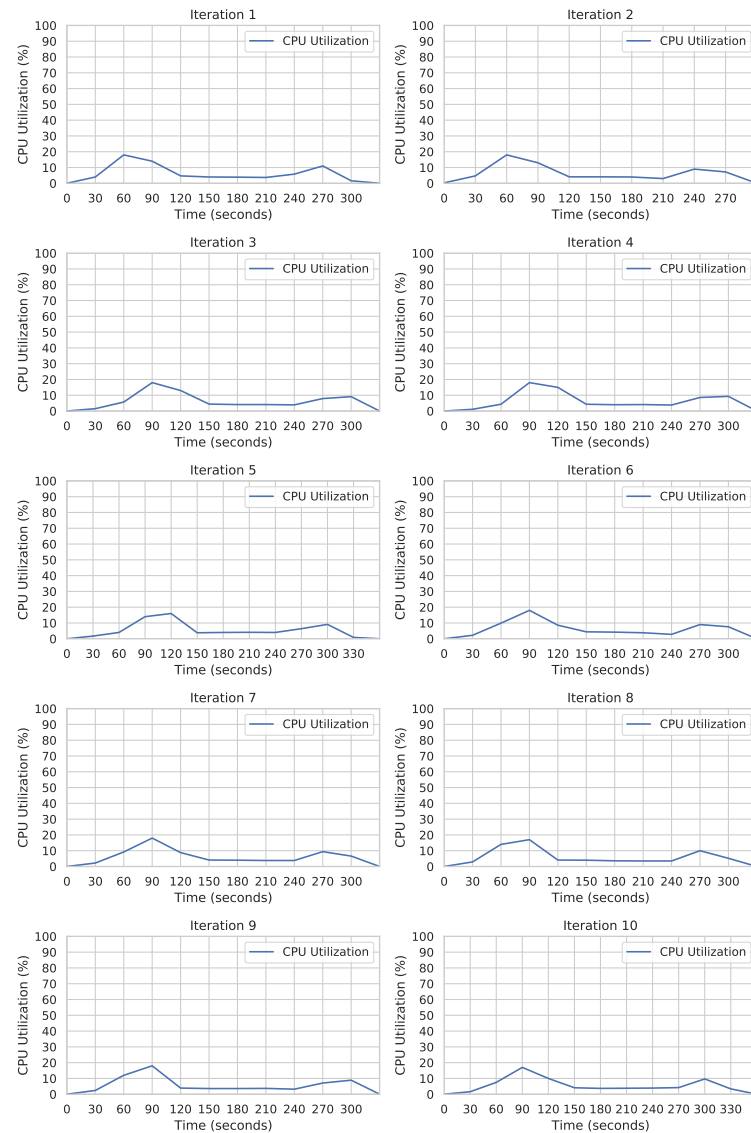 Iteration 1
CPU Utilization (%)
100
90
80
70
60
50
40
30
20
10
0
CPU Utilization
0 30 60 90 120 150 180 210 240 270 300
Time (seconds)
Iteration 2
CPU Utilization (%)
100
90
80
70
60
50
40
30
20
10
0
CPU Utilization
0 30 60 90 120 150 180 210 240 270
Time (seconds)
Iteration 3
CPU Utilization (%)
100
90
80
70
60
50
40
30
20
10
0
CPU Utilization
0 30 60 90 120 150 180 210 240 270 300
Time (seconds)
Iteration 4
CPU Utilization (%)
100
90
80
70
60
50
40
30
20
10
0
CPU Utilization
0 30 60 90 120 150 180 210 240 270 300
Time (seconds)
Iteration 5
CPU Utilization (%)
100
90
80
70
60
50
40
30
20
10
0
CPU Utilization
0 30 60 90 120 150 180 210 240 270 300 330
Time (seconds)
Iteration 6
CPU Utilization (%)
100
90
80
70
60
50
40
30
20
10
0
CPU Utilization
0 30 60 90 120 150 180 210 240 270 300
Time (seconds)
Iteration 7
CPU Utilization (%)
100
90
80
70
60
50
40
30
20
10
0
CPU Utilization
0 30 60 90 120 150 180 210 240 270 300
Time (seconds)
Iteration 8
CPU Utilization (%)
100
90
80
70
60
50
40
30
20
10
0
CPU Utilization
0 30 60 90 120 150 180 210 240 270 300
Time (seconds)
Iteration 9
CPU Utilization (%)
100
90
80
70
60
50
40
30
20
10
0
CPU Utilization
0 30 60 90 120 150 180 210 240 270 300
Time (seconds)
Iteration 10
CPU Utilization (%)
100
90
80
70
60
50
40
30
20
10
0
CPU Utilization
0 30 60 90 120 150 180 210 240 270 300 330
Time (seconds)